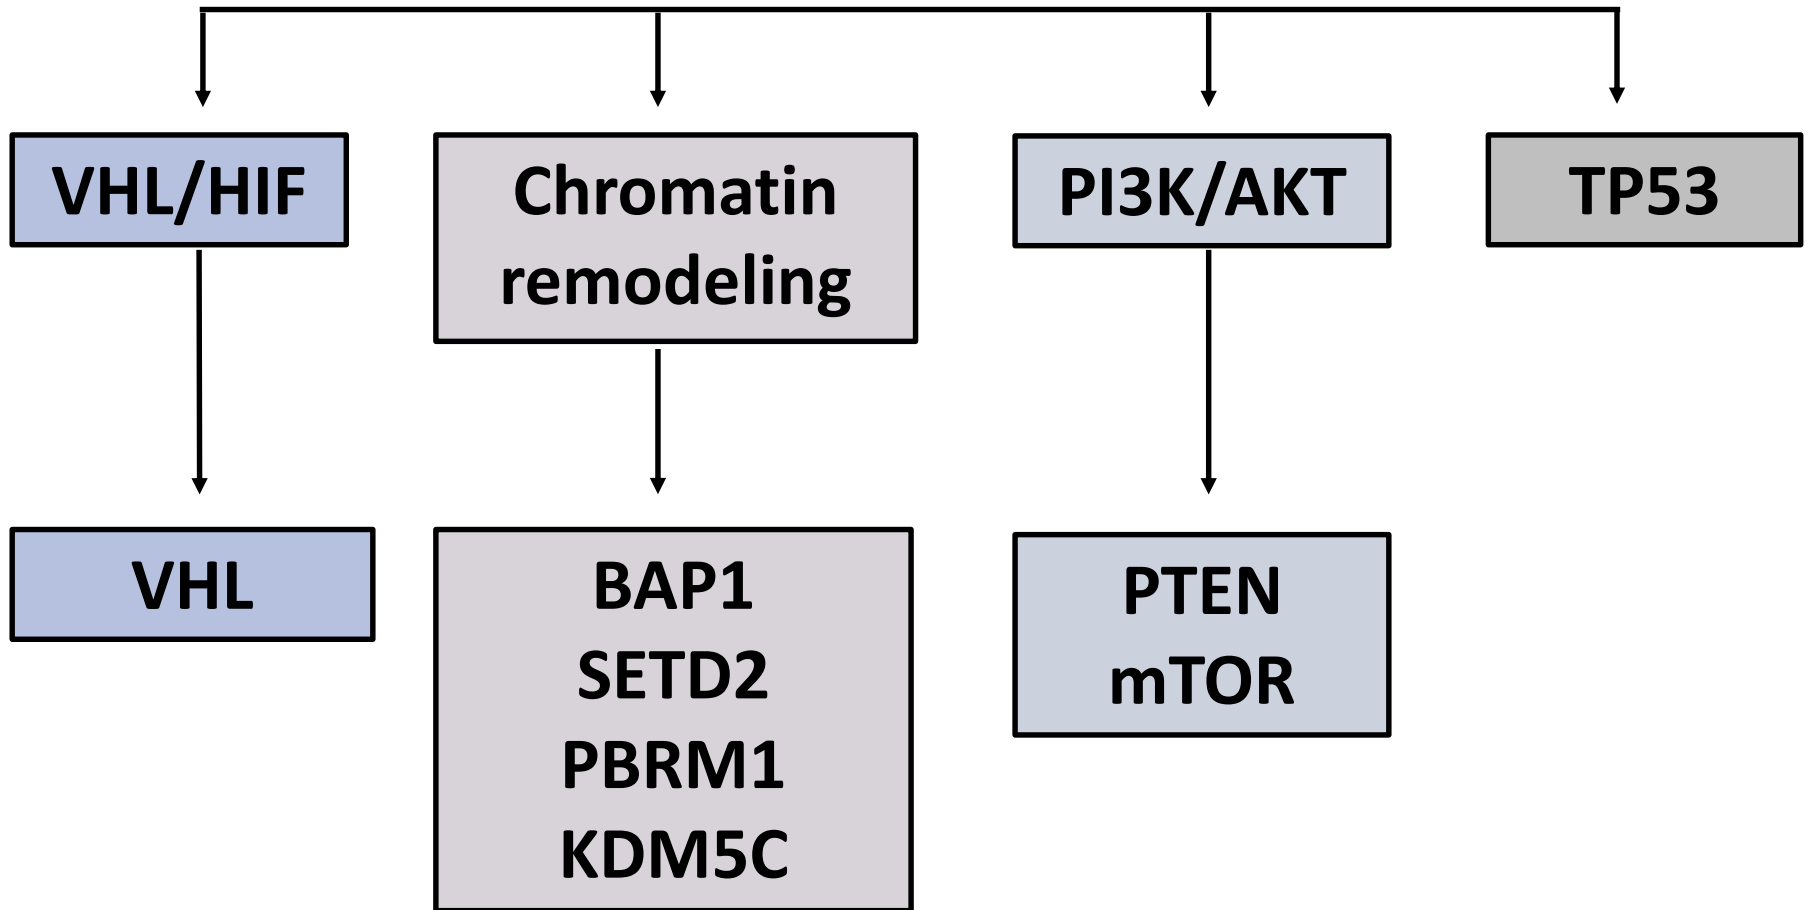 VHL/HIF
Chromatin
remodeling
PI3K/AKT
TP53
VHL
BAP1
SETD2
PBRM1
KDM5C
PTEN
mTOR